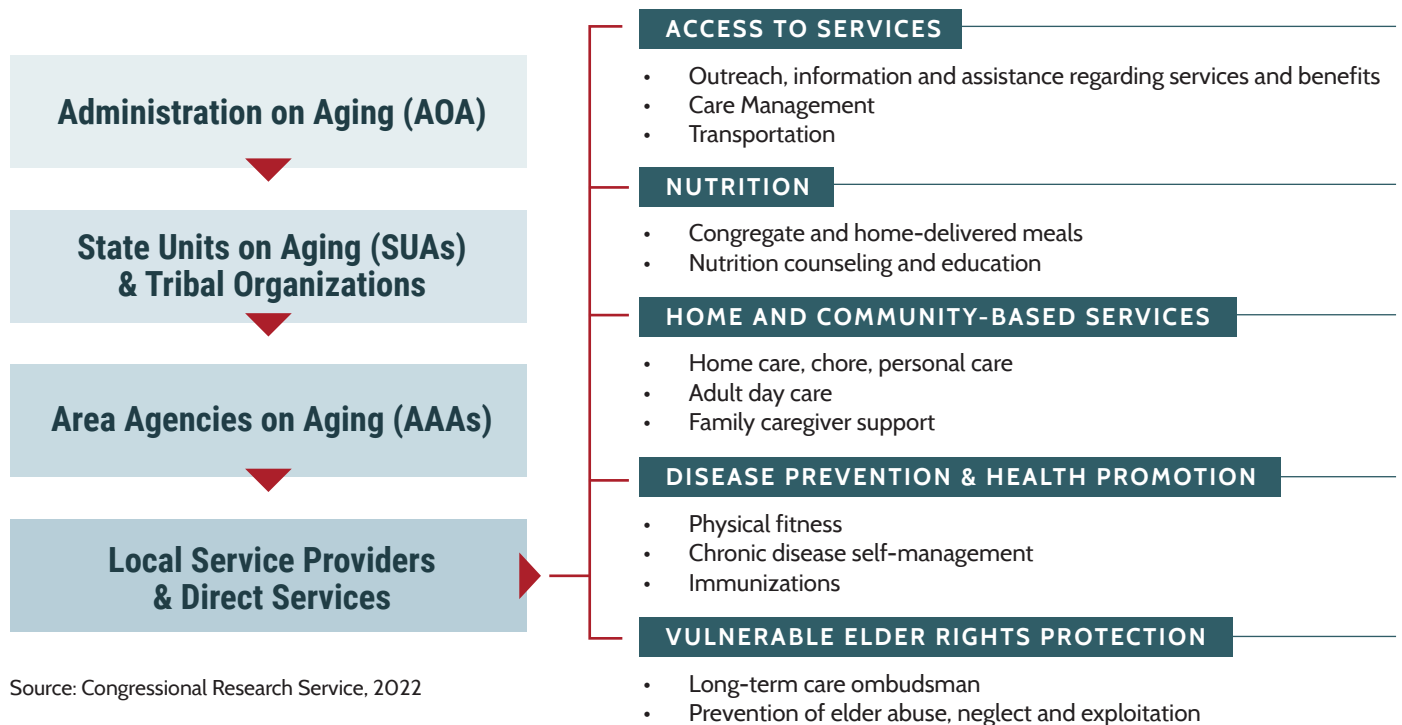 Administration on Aging (AOA)
State Units on Aging (SUAs)
& Tribal Organizations
Area Agencies on Aging (AAAs)
Local Service Providers
& Direct Services
Source: Congressional Research Service, 2022
ACCESS TO SERVICES
• Outreach, information and assistance regarding services and benefits
• Care Management
• Transportation
NUTRITION
• Congregate and home-delivered meals
• Nutrition counseling and education
HOME AND COMMUNITY-BASED SERVICES
• Home care, chore, personal care
• Adult day care
• Family caregiver support
DISEASE PREVENTION & HEALTH PROMOTION
• Physical fitness
• Chronic disease self-management
• Immunizations
VULNERABLE ELDER RIGHTS PROTECTION
• Long-term care ombudsman
• Prevention of elder abuse, neglect and exploitation